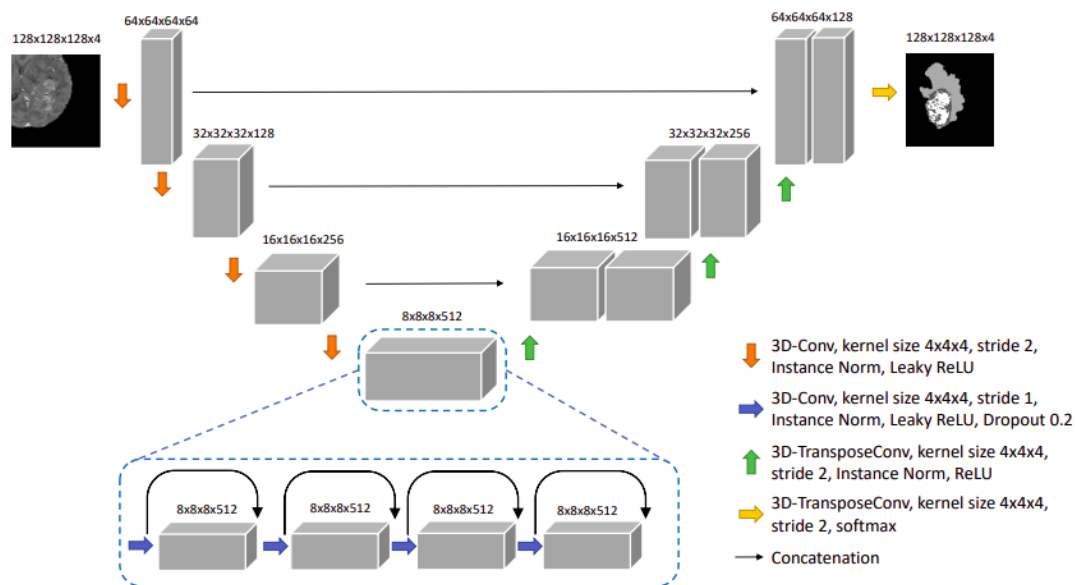 64x64x64x64
64x64x64x128
128x128x128x4
128x128x128x4
32x32x32x128
32x32x32x256
16x16x16x256
16x16x16x512
8x8x8x512
3D-Conv, kernel size 4x4x4, stride 2,
Instance Norm, Leaky ReLU
3D-Conv, kernel size 4x4x4, stride 1,
Instance Norm, Leaky ReLU, Dropout 0.2
3D-TransposeConv, kernel size 4x4x4,
stride 2, Instance Norm, ReLU
3D-TransposeConv, kernel size 4x4x4,
stride 2, softmax
Concatenation
8x8x8x512
8x8x8x512
8x8x8x512
8x8x8x512